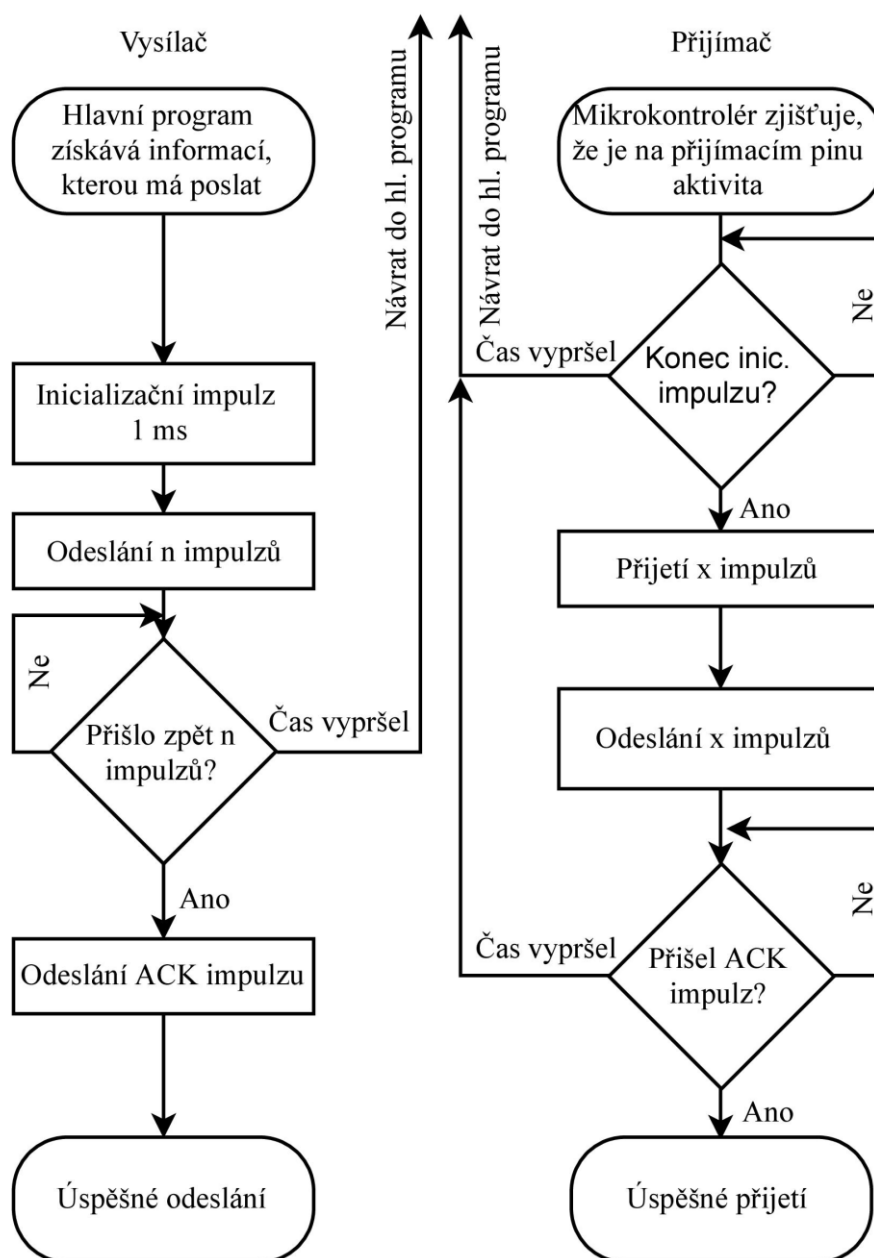 Vysílač
Hlavní program
získává informací,
kterou má poslat
Inicializační impulz
1 ms
Odeslání n impulzů
Ne
Přišlo zpět n
impulzů?
Čas vypršel
Návrat do hl. programu
Ano
Odeslání ACK impulzu
Úspěšné odeslání
Přijímač
Mikrokontrolér zjišťuje,
že je na přijímacím pinu
aktivita
Návrat do hl. programu
Ne
Čas vypršel
Konec inic.
impulzu?
Ano
Přijetí x impulzů
Odeslání x impulzů
Ne
Čas vypršel
Přišel ACK
impulz?
Ano
Úspěšné přijetí